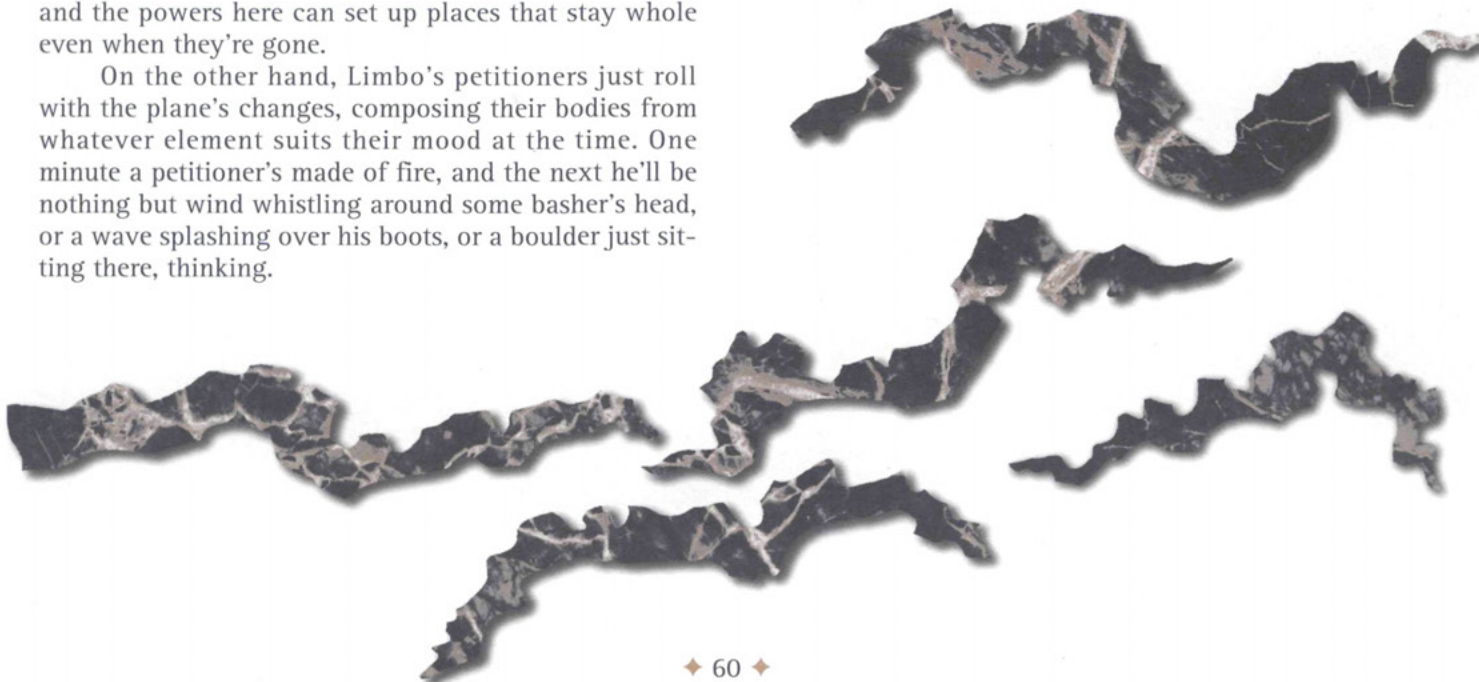 and the powers here can set up places that stay whole
even when they're gone.
On the other hand, Limbo's petitioners just roll
with the plane's changes, composing their bodies from
whatever element suits their mood at the time. One
minute a petitioner's made of fire, and the next he'll be
nothing but wind whistling around some basher's head,
or a wave splashing over his boots, or a boulder just sit-
ting there, thinking.
60